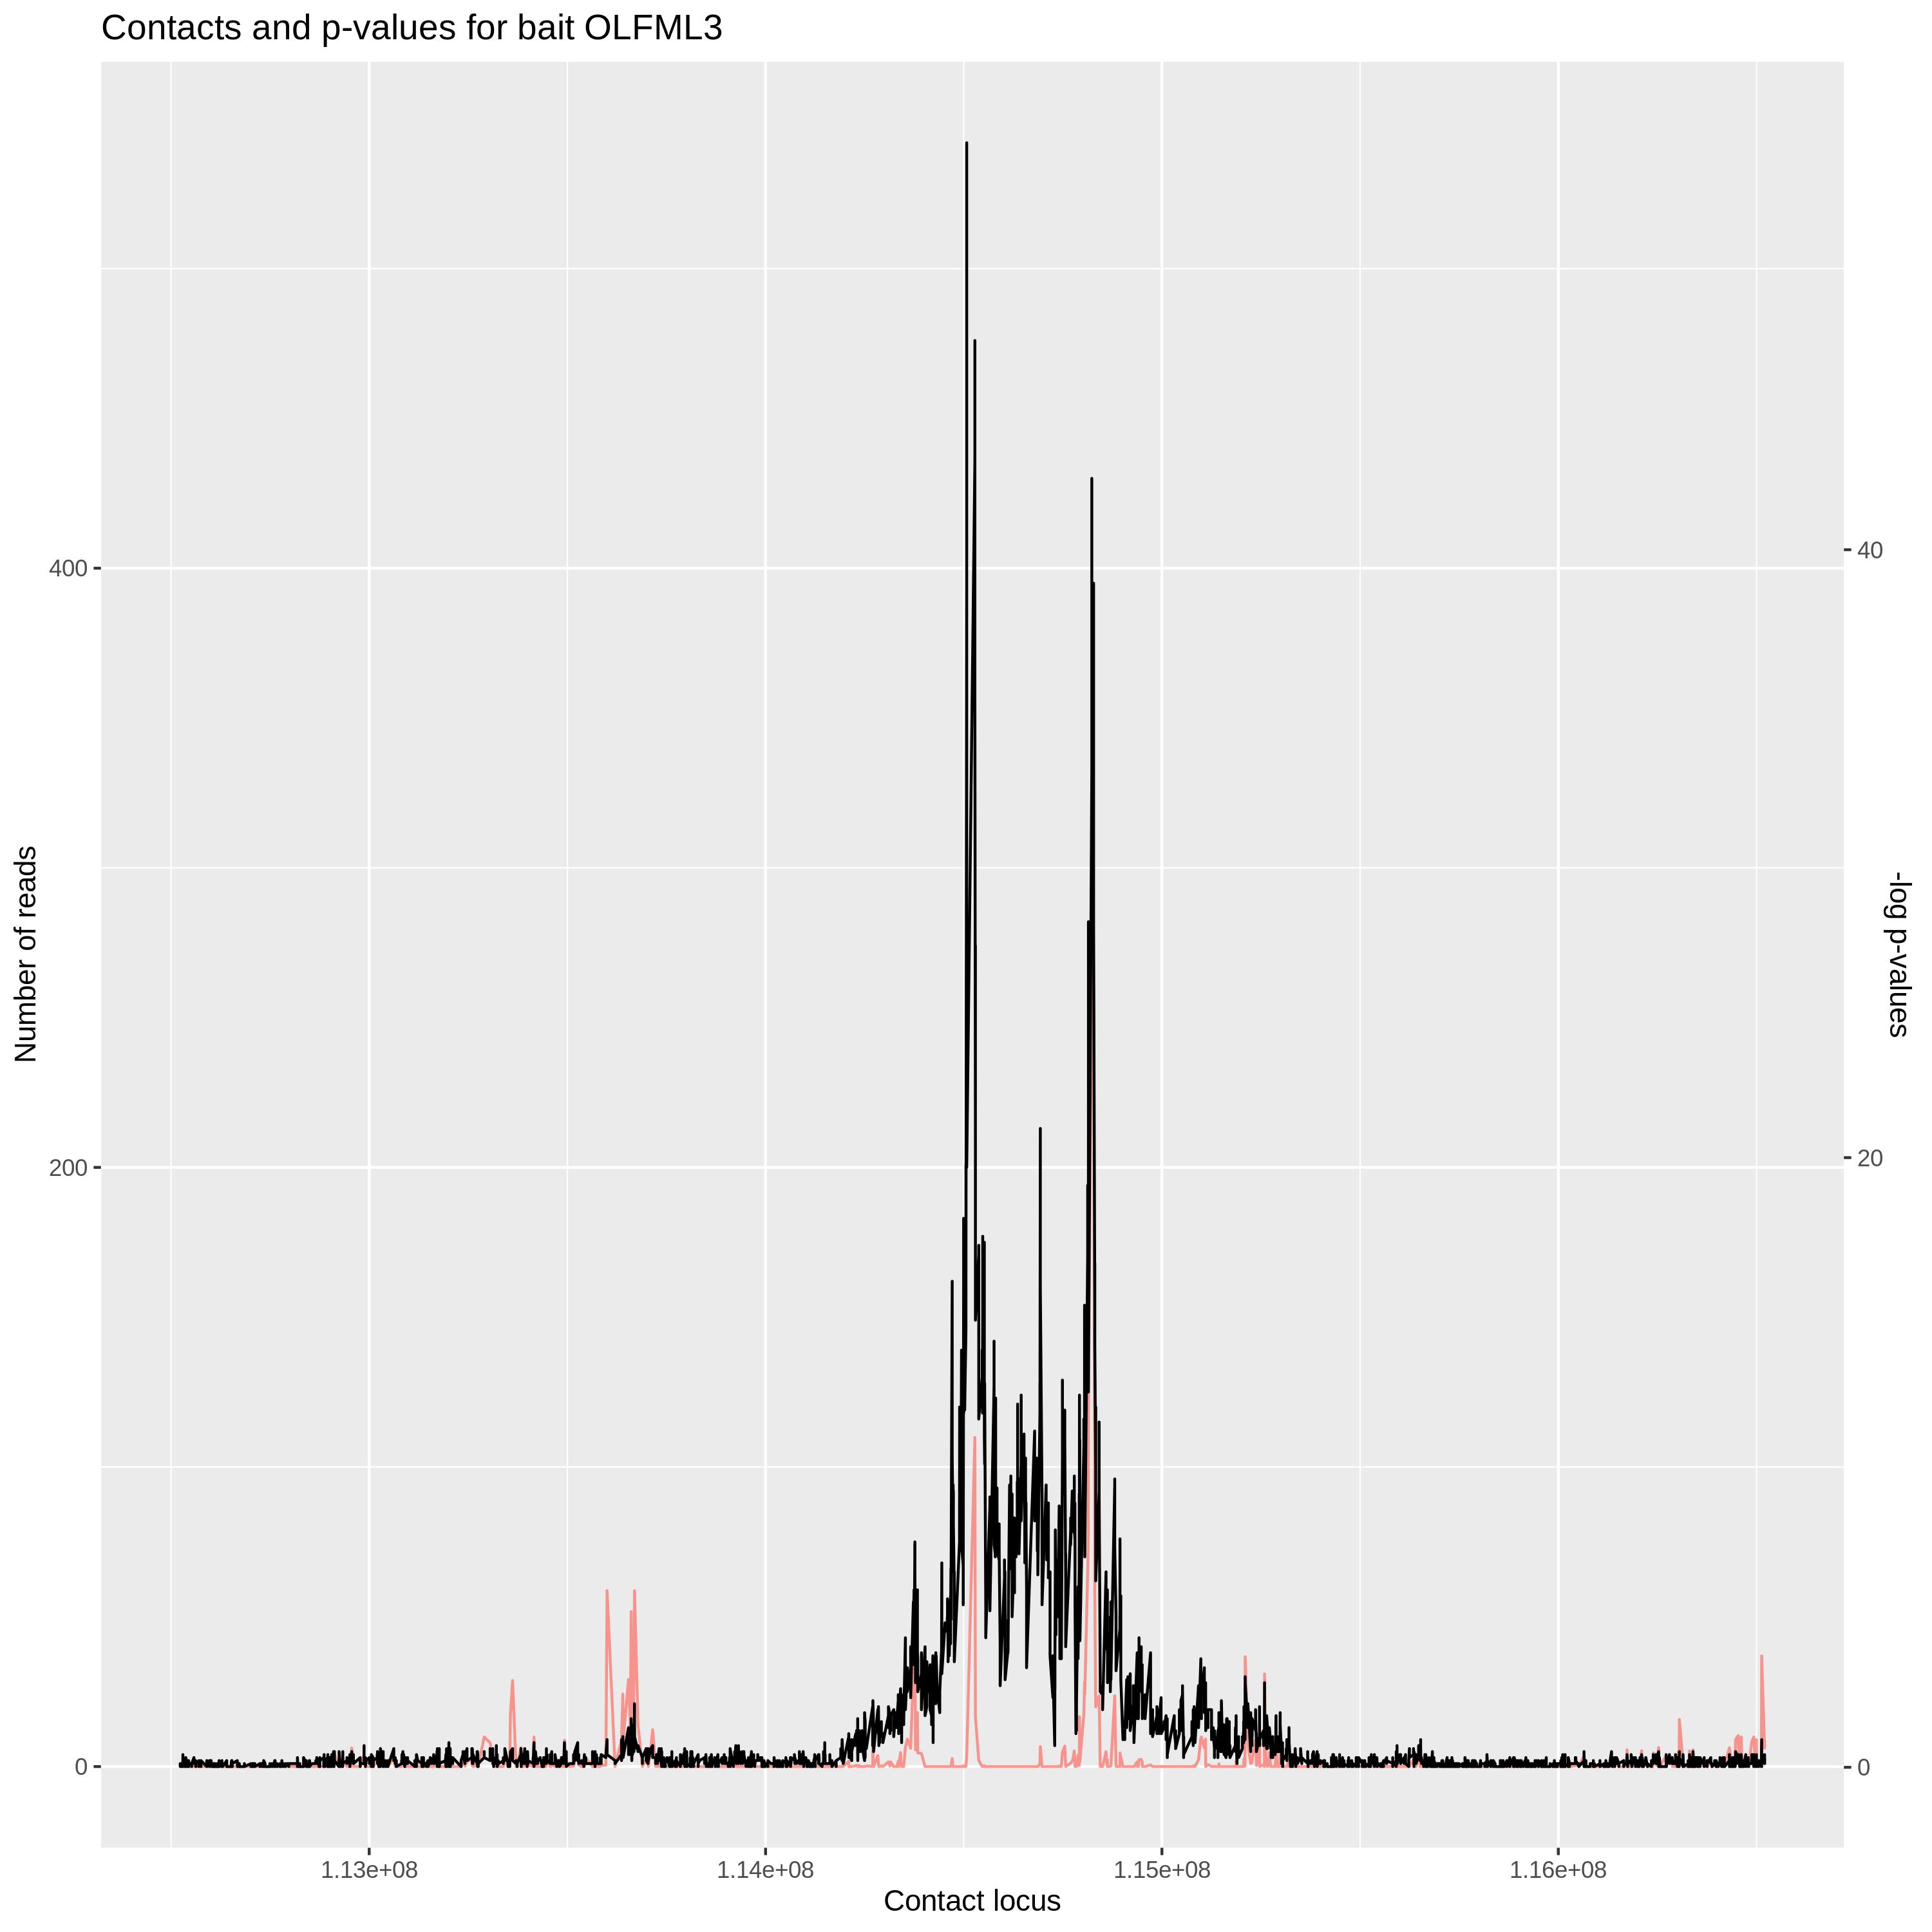 Contacts and p-values for bait OLFML3
Number of reads
400
200
0
40
20
0
-log p-values
1.13e+08
1.14e+08
1.15e+08
1.16e+08
Contact locus